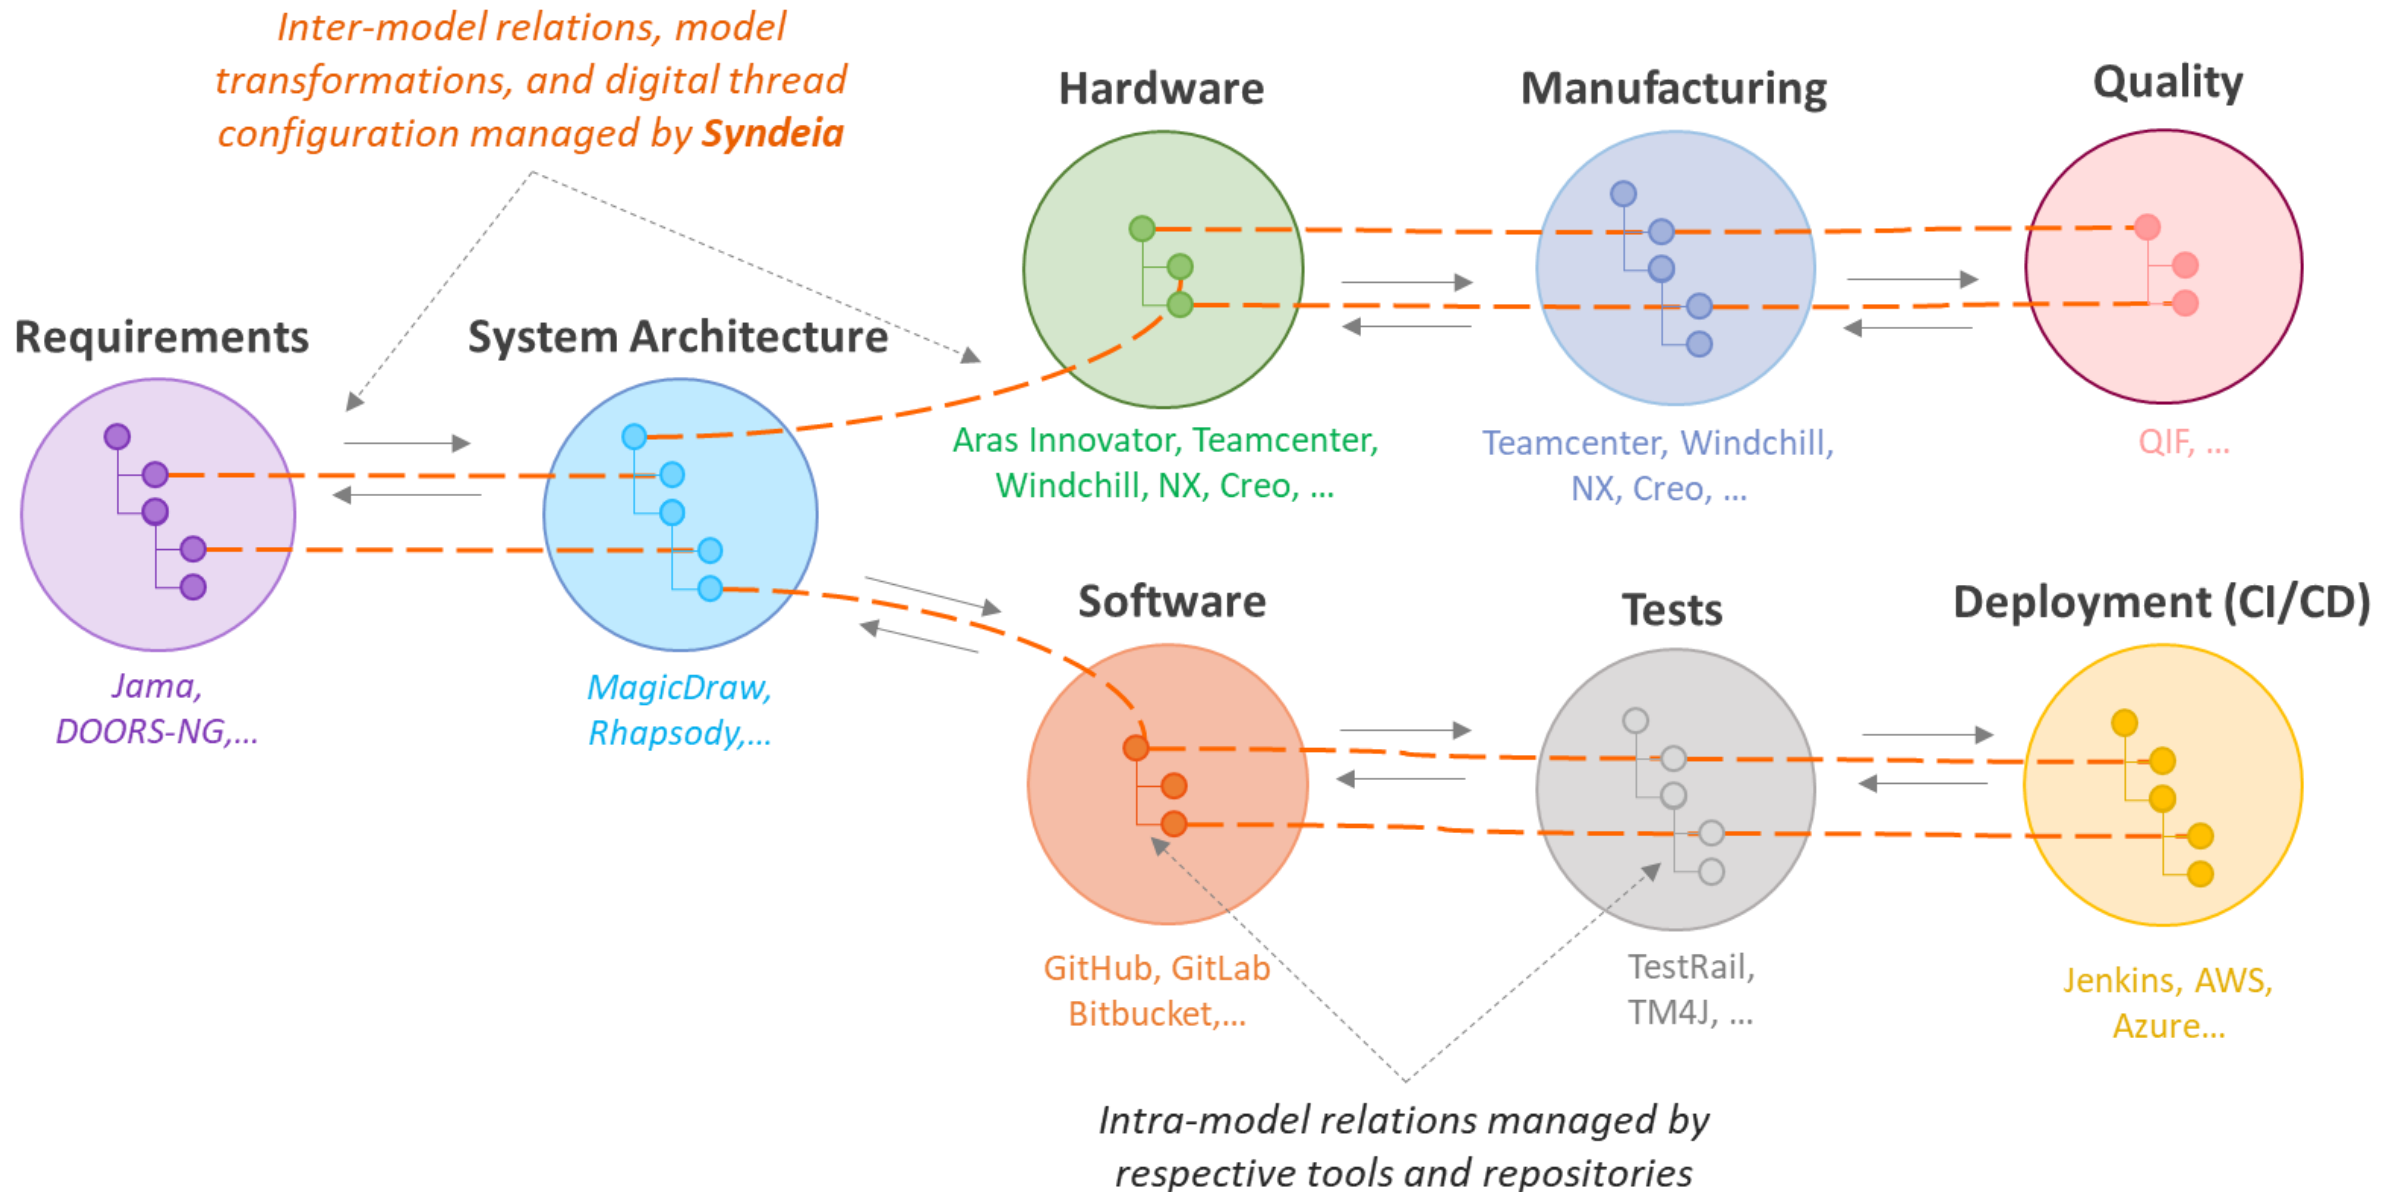 Inter-model relations, model
transformations, and digital thread
configuration managed by Syndeia
Hardware
Manufacturing
Quality
Requirements
System Architecture
Aras Innovator, Teamcenter,
Windchill, NX, Creo, ...
Teamcenter, Windchill,
NX, Creo, ...
QIF, ...
Software
Tests
Deployment (CI/CD)
Jama,
DOORS-NG,...
MagicDraw,
Rhapsody,...
GitHub, GitLab
Bitbucket,...
TestRail,
TM4J, ...
Jenkins, AWS,
Azure...
Intra-model relations managed by
respective tools and repositories